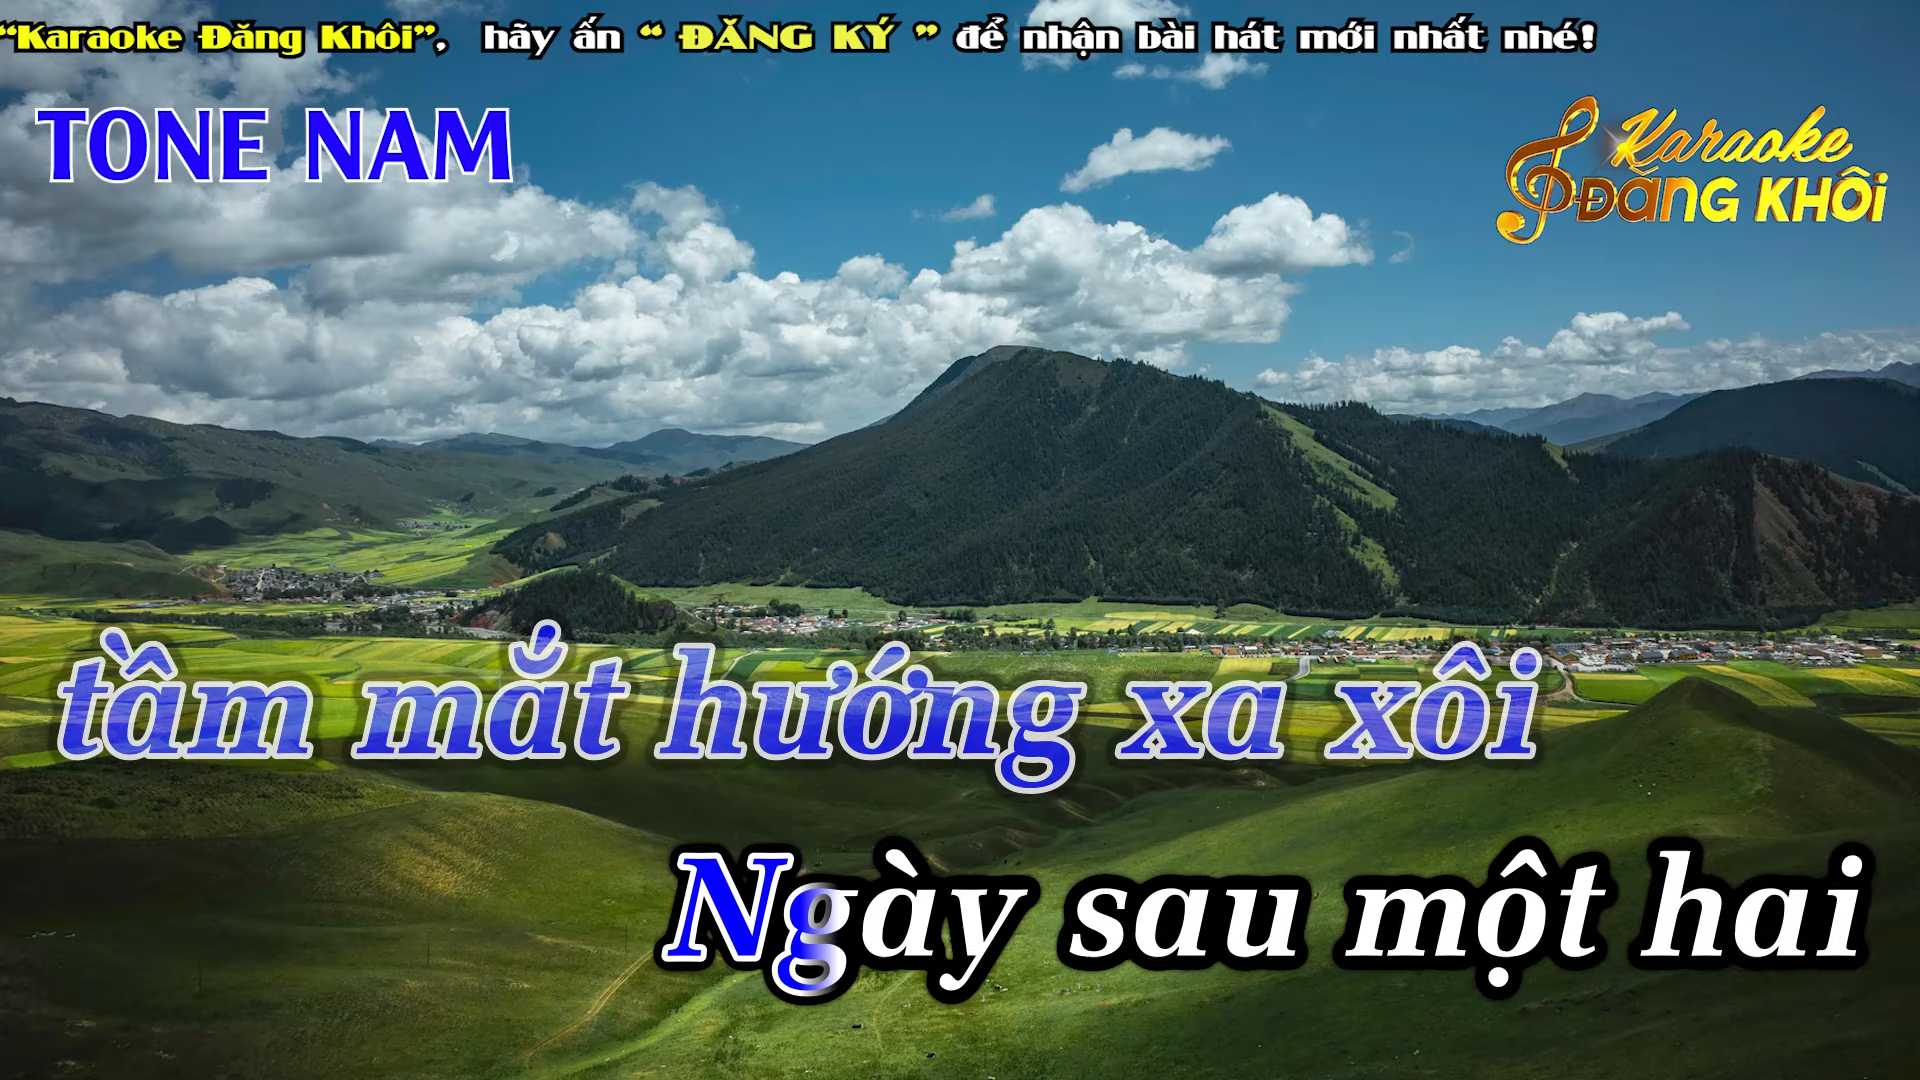 “Karaoke Đăng Khôi”, hãy ấn “ ĐĂNG KÝ ” để nhận bài hát mới nhất nhé!
TONE NAM
Karaoke
ĐĂNG KHÔI
tầm mắt hướng xa xôi
Ngày sau một hai